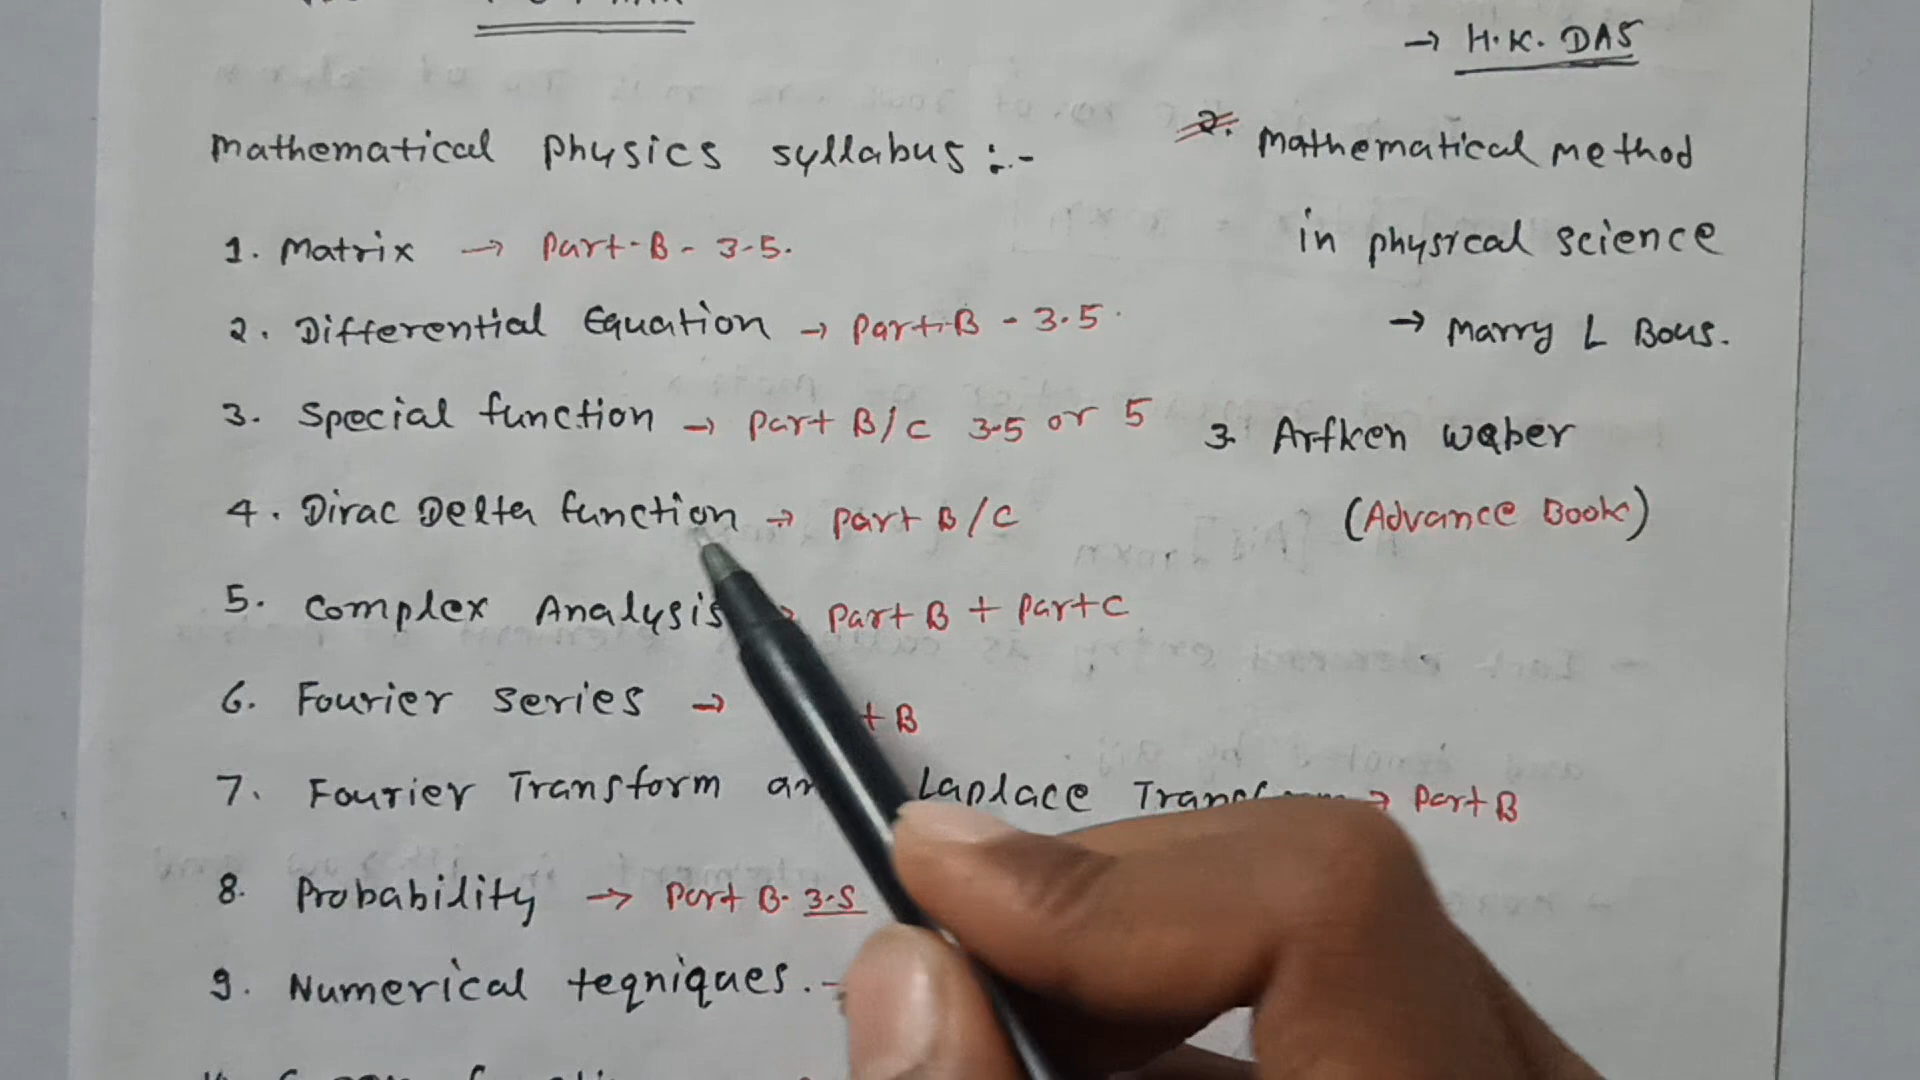 → H.K. DAS
Mathematical Physics syllabus :-
1. Matrix → Part-B - 3.5.
2. Differential Equation → Part-B - 3.5.
3. Special function → Part B/C 3.5 or 5
4. Dirac Delta function → Part B/C
5. Complex Analysis → Part B + Part C
6. Fourier Series → t B
7. Fourier Transform an Laplace Transform → Part B
8. Probability → Part B. 3.5
9. Numerical teqniques. -
2. Mathematical method
in physical science
→ Marry L Bous.
3. Arfken waber
(Advance Book)